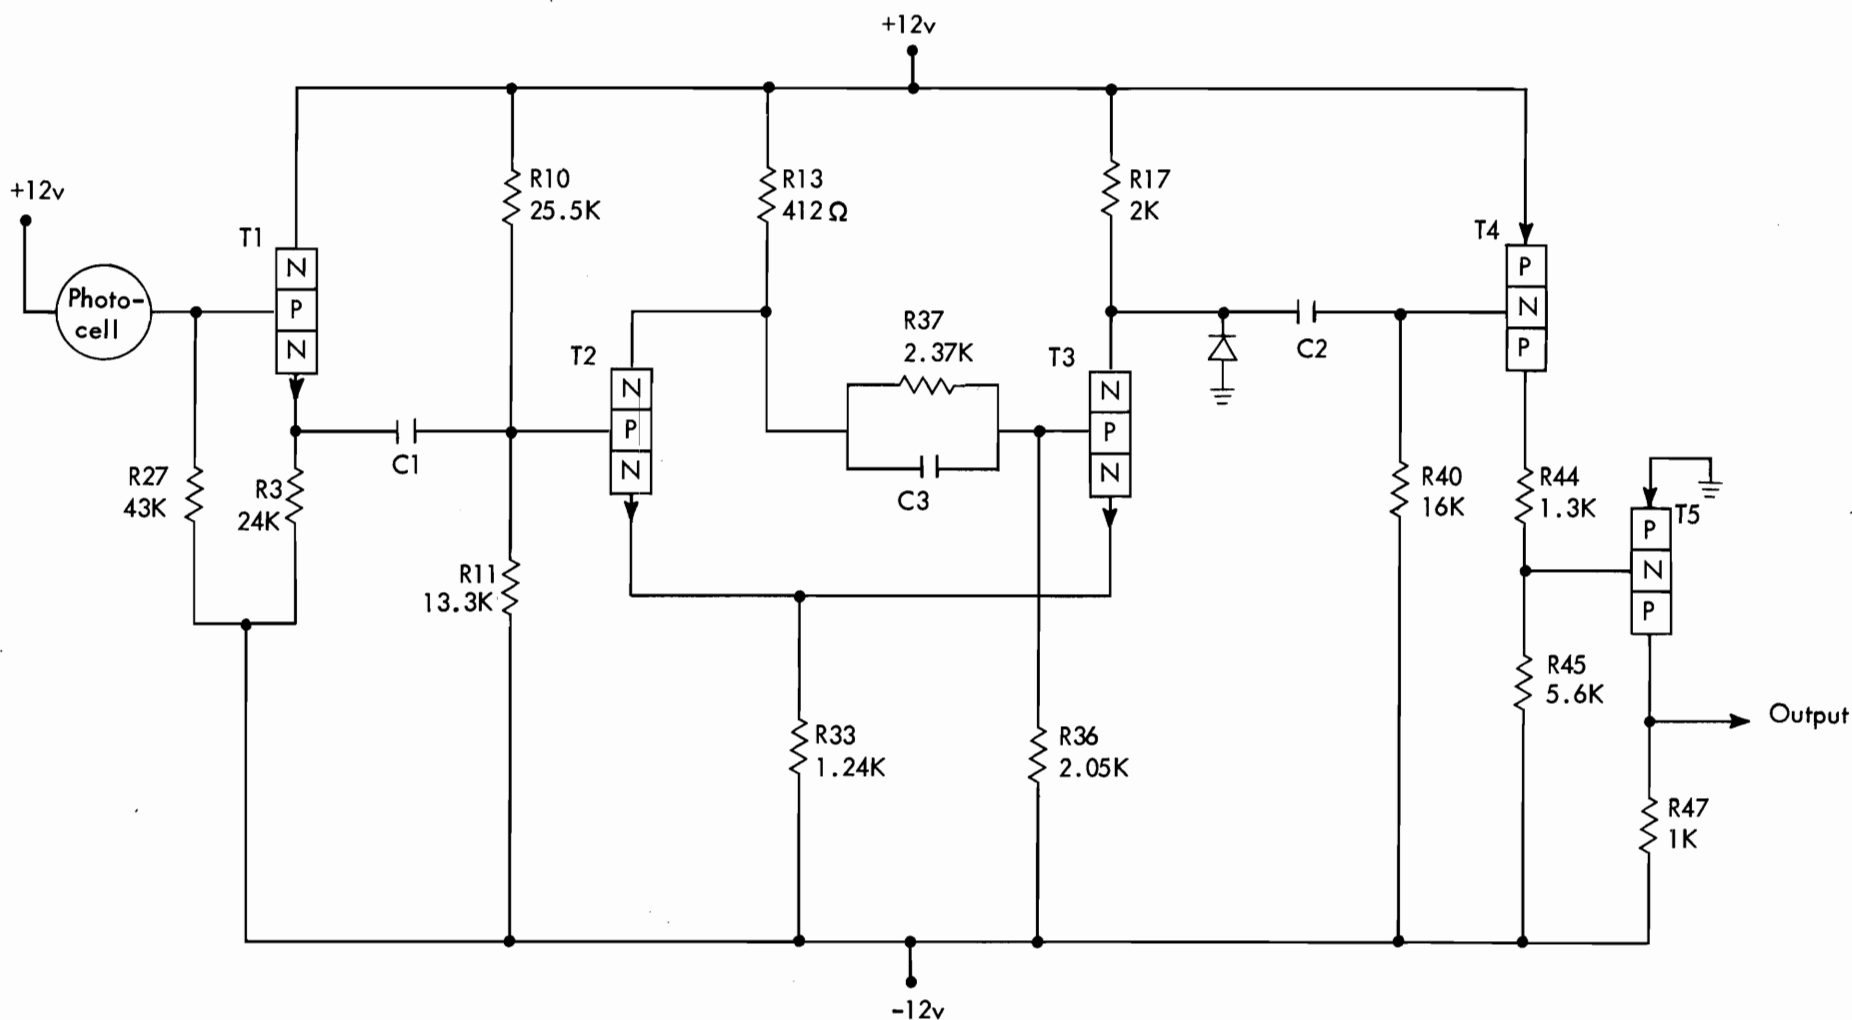 +12v
+12v
Photo-
cell
T1
N
P
N
R27
43K
R3
24K
C1
R10
25.5K
R11
13.3K
R13
412Ω
T2
N
P
N
R37
2.37K
C3
T3
N
P
N
R17
2K
C2
R33
1.24K
R36
2.05K
R40
16K
T4
P
N
P
R44
1.3K
R45
5.6K
T5
P
N
P
Output
R47
1K
-12v